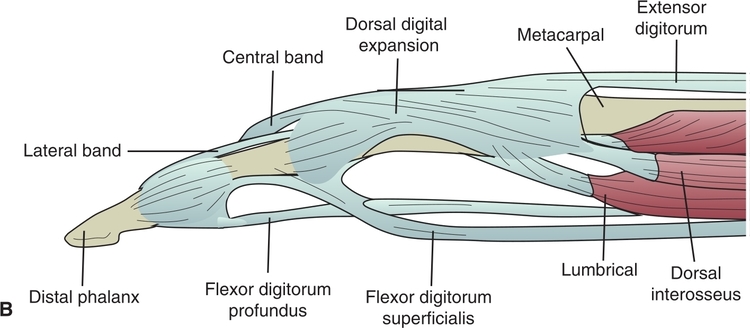 Extensor
digitorum
Dorsal digital
expansion
Metacarpal
Central band
Lateral band
Distal phalanx
Flexor digitorum
profundus
Flexor digitorum
superficialis
Lumbrical
Dorsal
interosseus
B